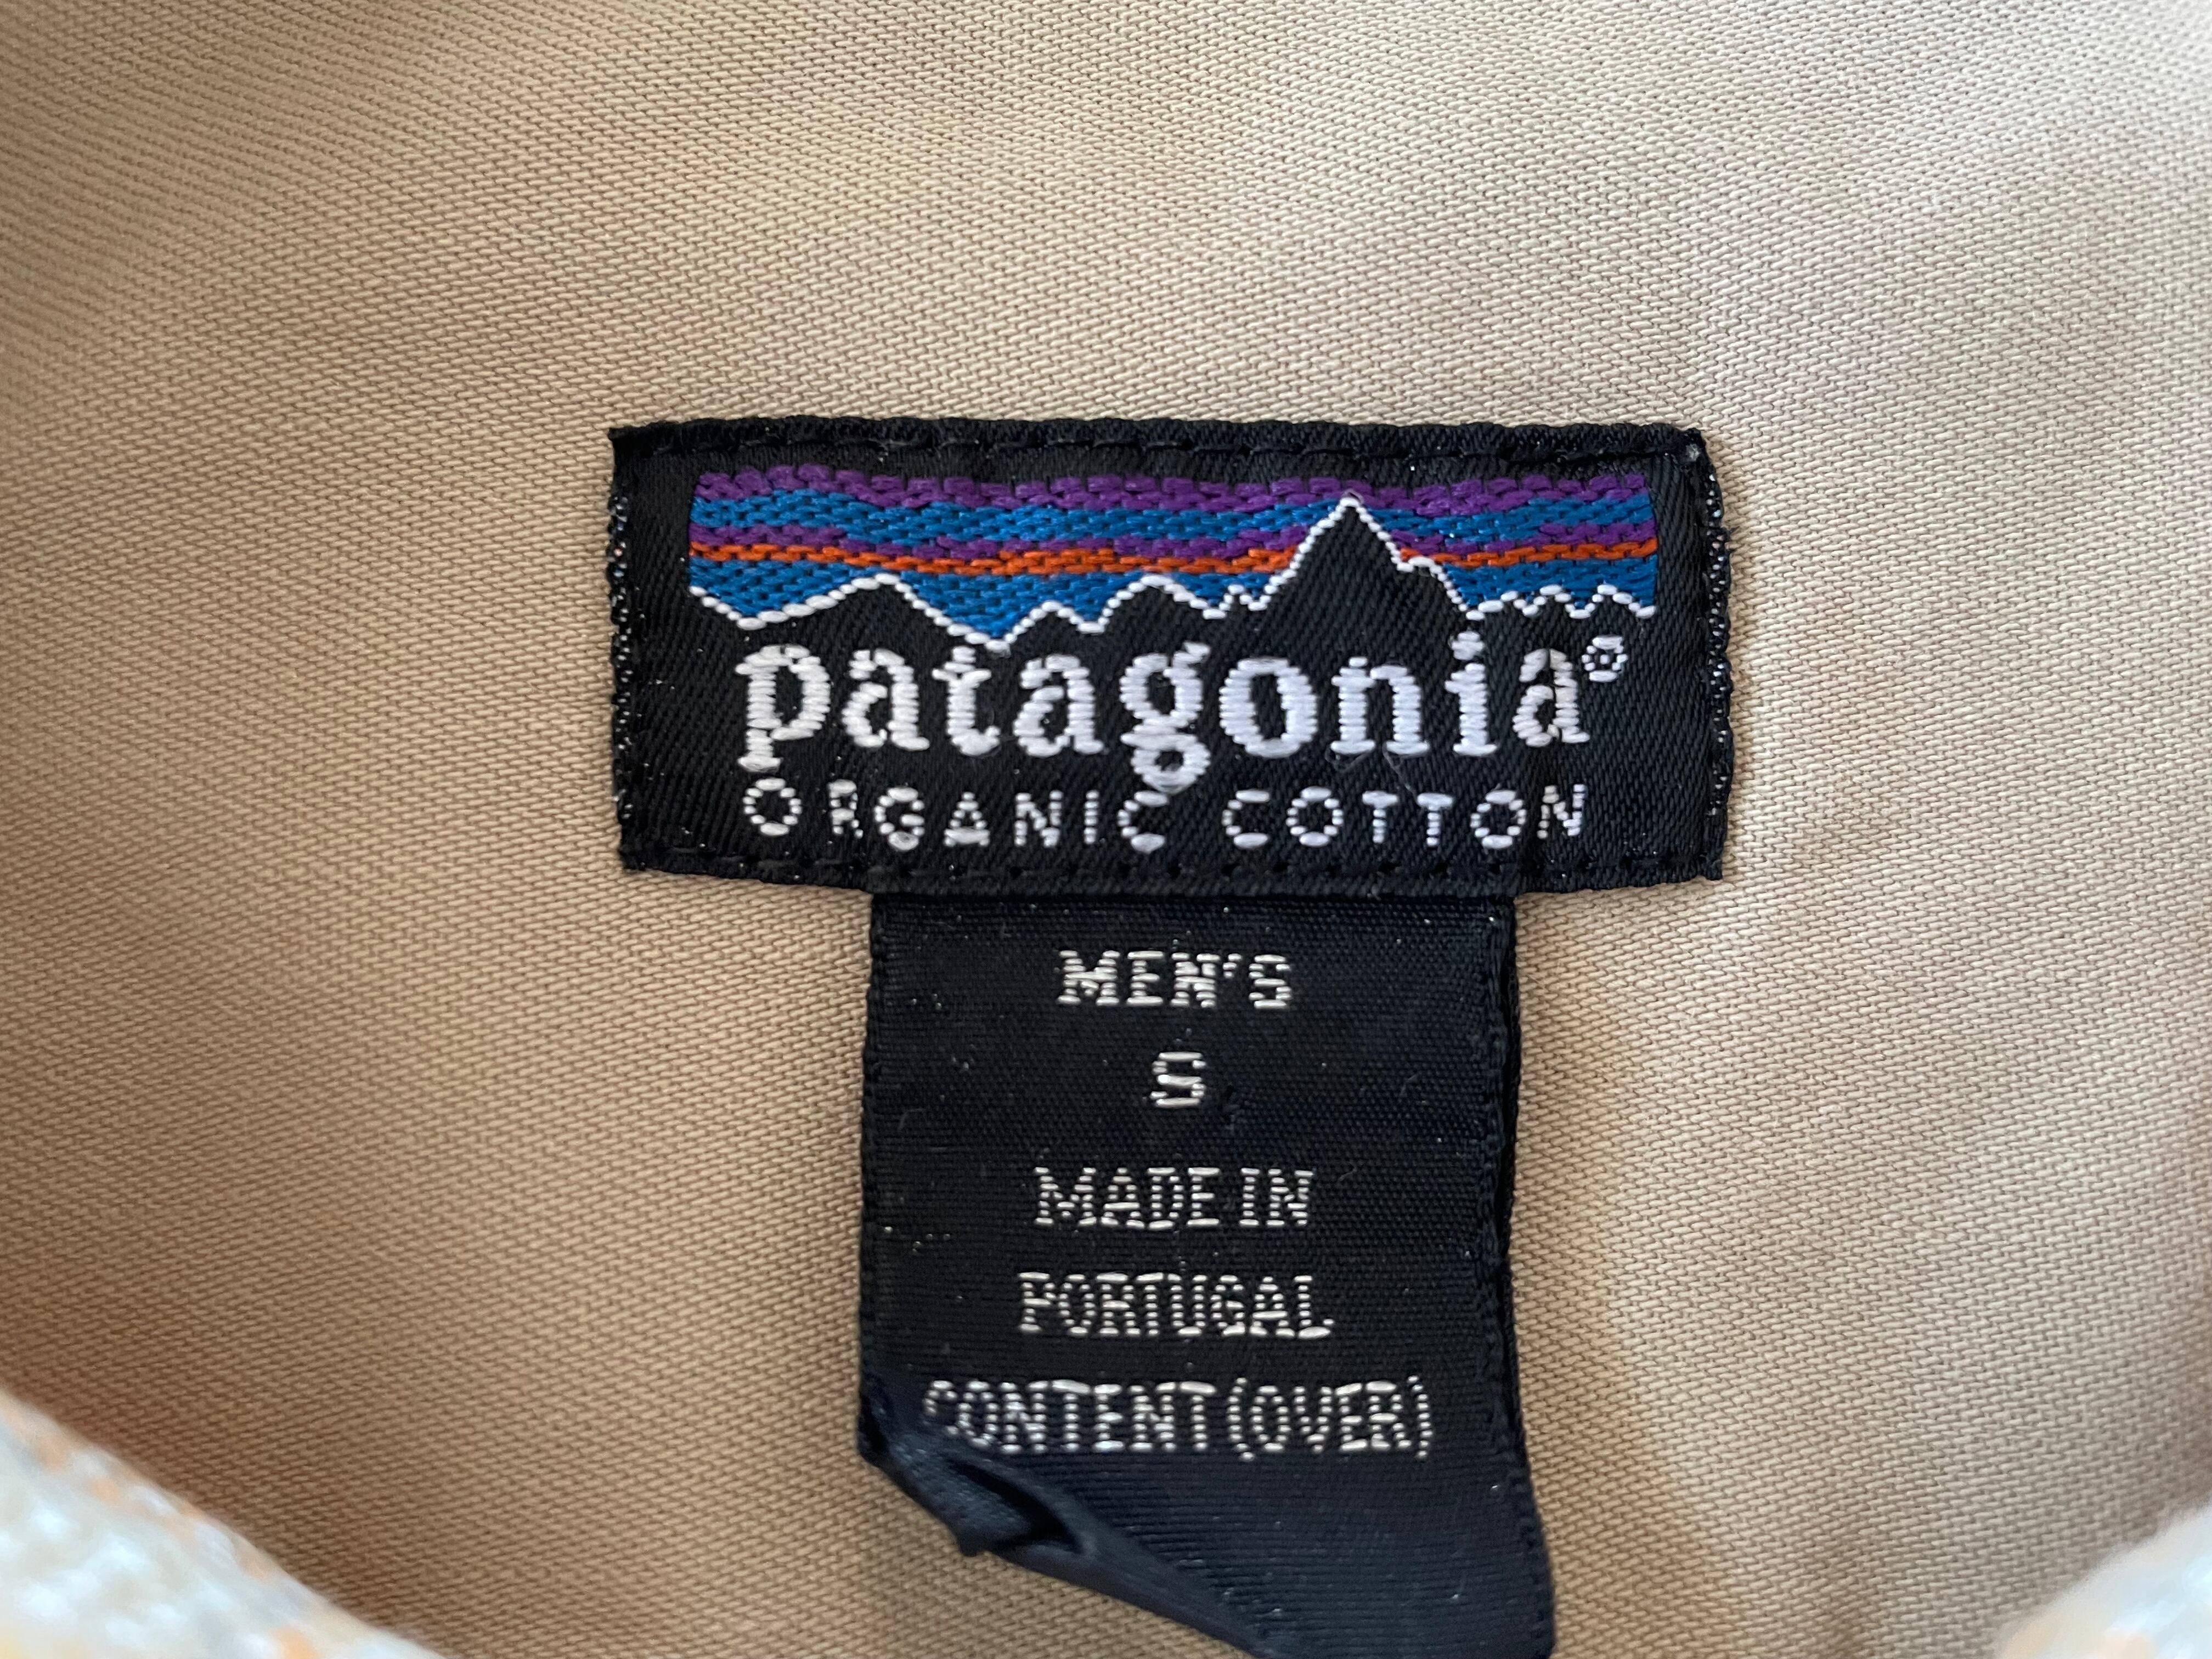 patagonia®
ORGANIC COTTON
MEN'S
S
MADE IN
PORTUGAL
CONTENT (OVER)